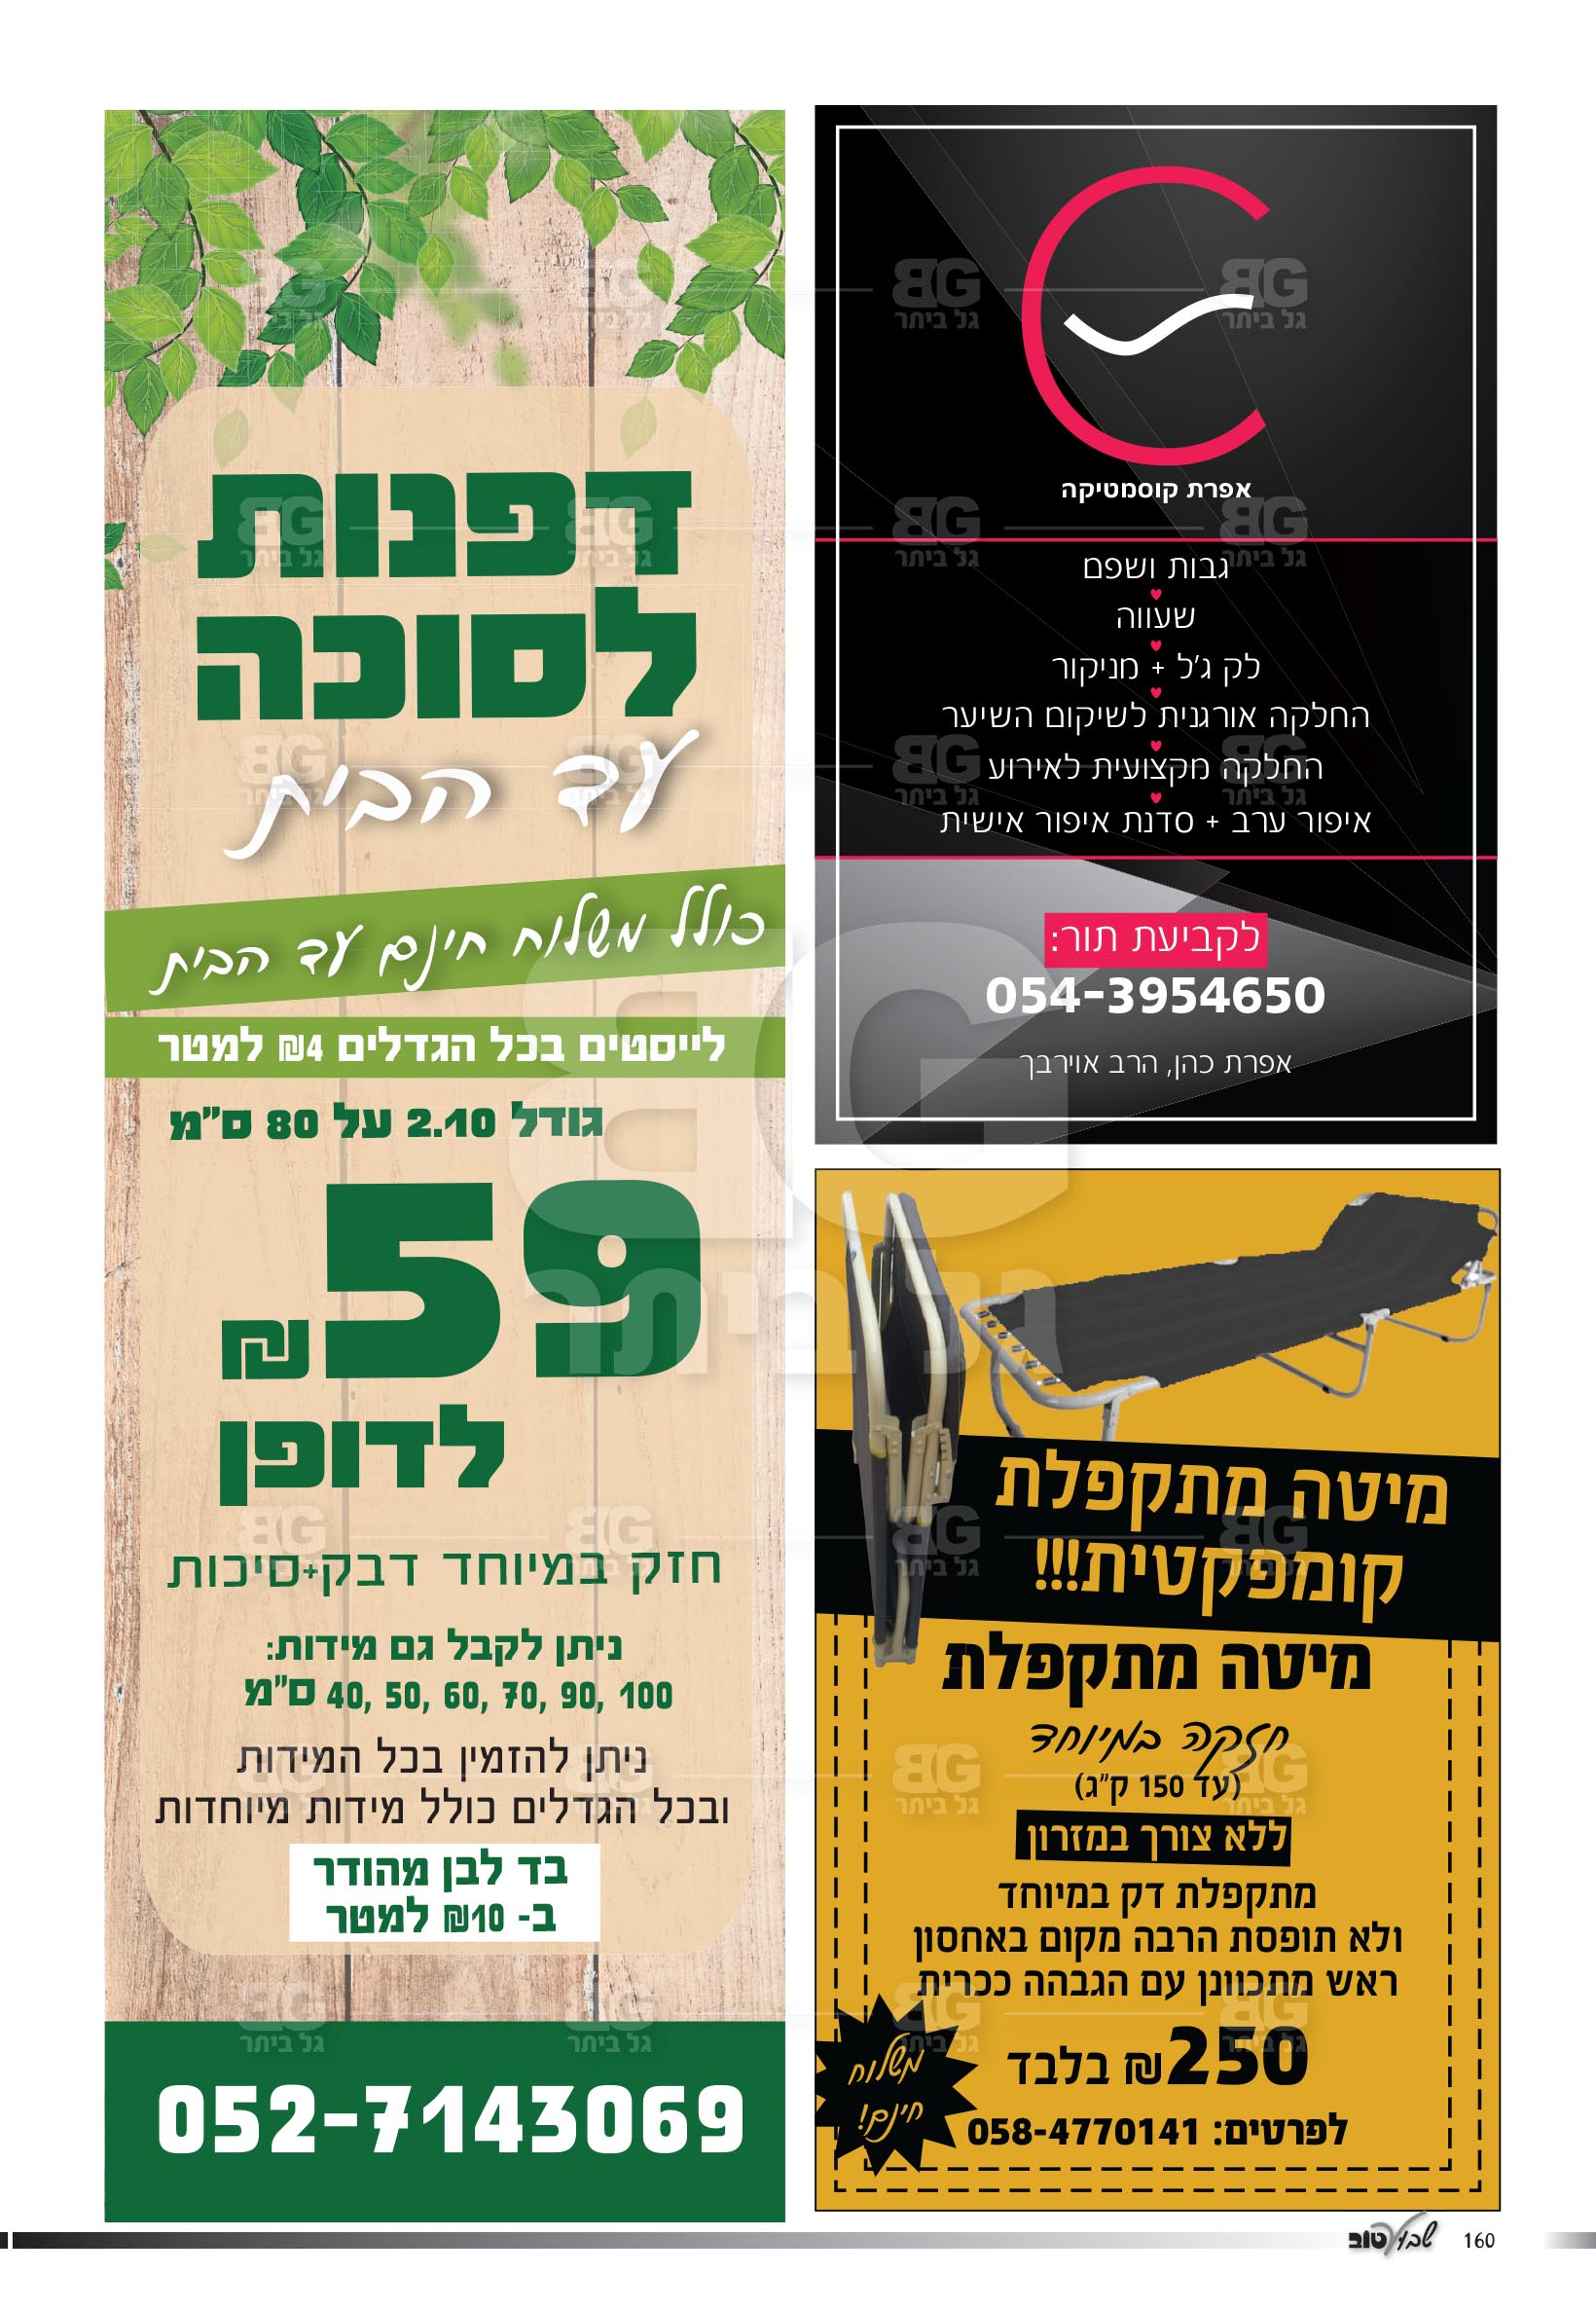 אפרת קוסמטיקה
גבות ושפם
שעווה
לק ג'ל + מניקור
החלקה אורגנית לשיקום השיער
החלקה מקצועית לאירוע
איפור ערב + סדנת איפור אישית
לקביעת תור:
054-3954650
אפרת כהן, הרב אוירבך
מיטה מתקפלת
קומפקטית!!!
מיטה מתקפלת
חזקה במיוחד
(עד 150 ק"ג)
ללא צורך במזרון
מתקפלת דק במיוחד
ולא תופסת הרבה מקום באחסון
ראש מתכוונן עם הגבהה ככרית
250 ₪ בלבד
משלוח
חינם!
לפרטים: 058-4770141
דפנות
לסוכה
עד הבית
כולל משלוח חינם עד הבית
לייסטים בכל הגדלים 4₪ למטר
גודל 2.10 על 80 ס"מ
59 ₪
לדופן
חזק במיוחד דבק+סיכות
ניתן לקבל גם מידות:
40, 50, 60, 70, 90, 100 ס"מ
ניתן להזמין בכל המידות
ובכל הגדלים כולל מידות מיוחדות
בד לבן מהודר
ב- 10₪ למטר
052-7143069
160 שבוע טוב
BG
גל ביתר